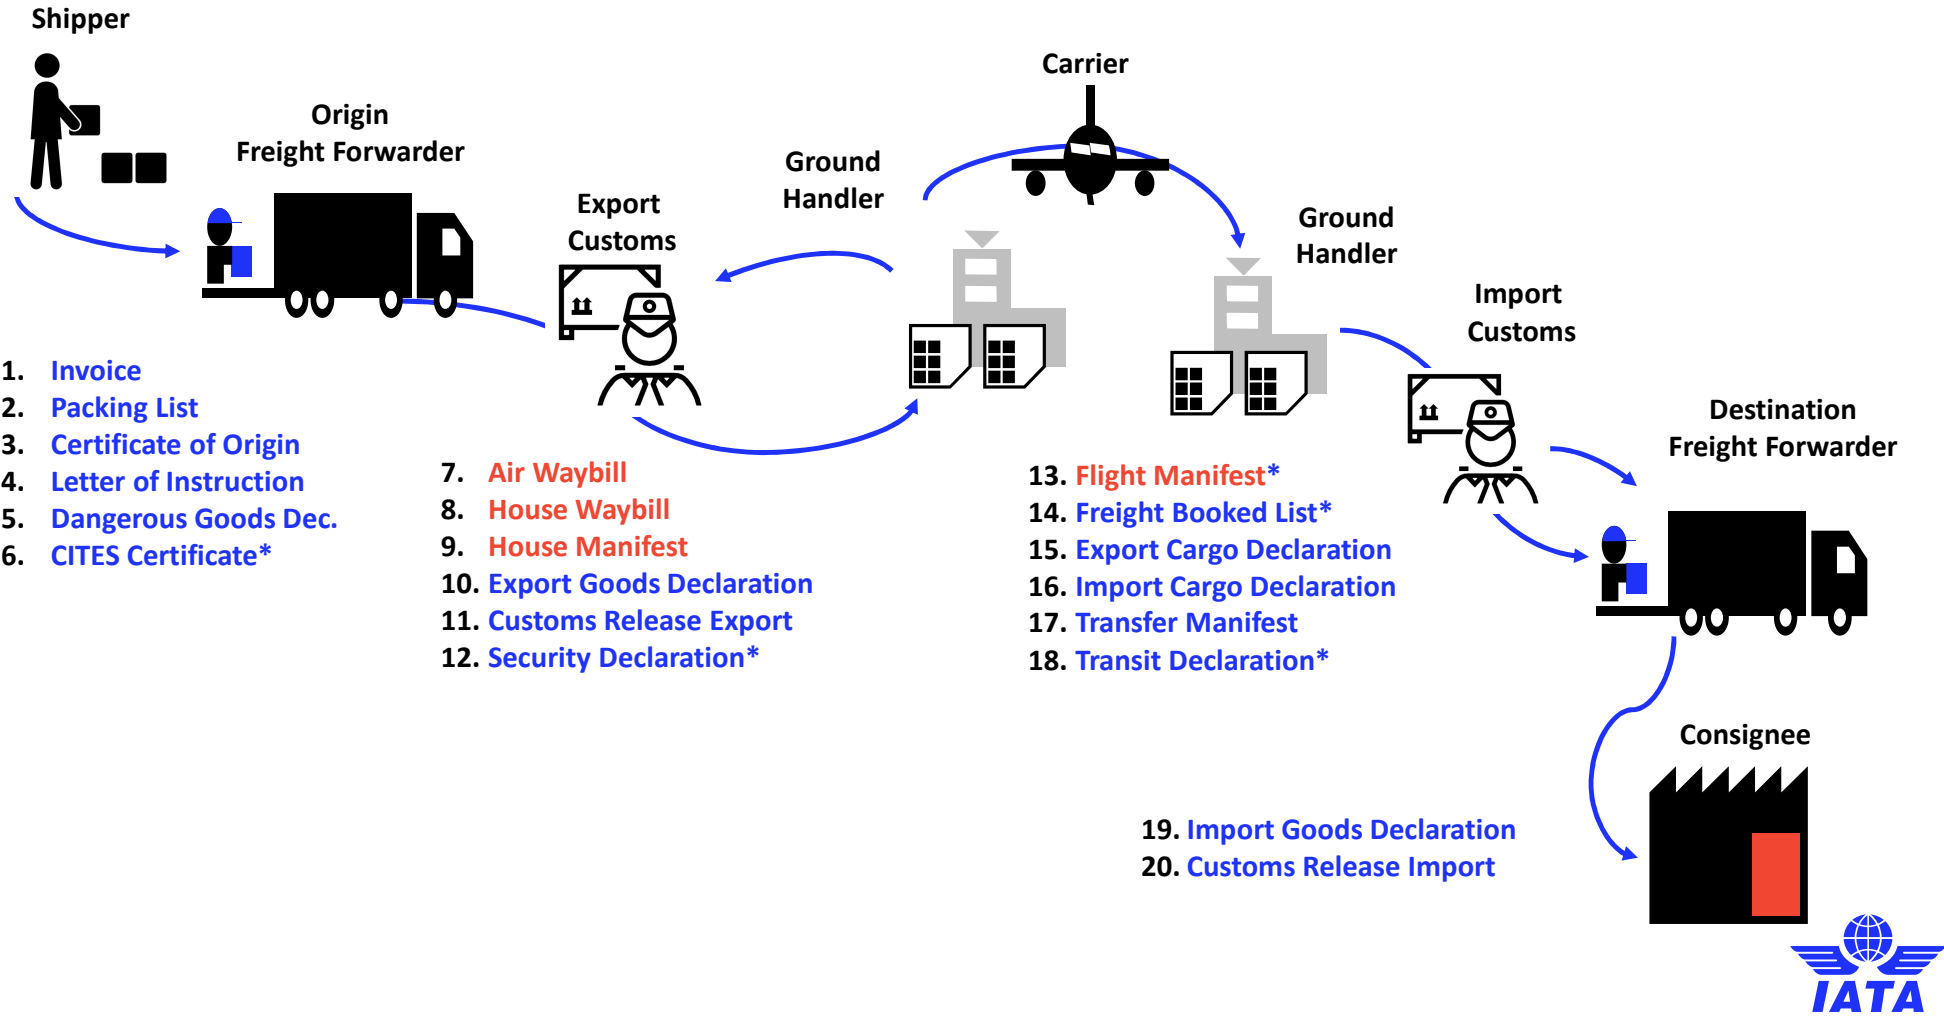 Shipper
Origin
Freight Forwarder
Export
Customs
Ground
Handler
Carrier
Ground
Handler
Import
Customs
Destination
Freight Forwarder
1. Invoice
2. Packing List
3. Certificate of Origin
4. Letter of Instruction
5. Dangerous Goods Dec.
6. CITES Certificate*
7. Air Waybill
8. House Waybill
9. House Manifest
10. Export Goods Declaration
11. Customs Release Export
12. Security Declaration*
13. Flight Manifest*
14. Freight Booked List*
15. Export Cargo Declaration
16. Import Cargo Declaration
17. Transfer Manifest
18. Transit Declaration*
Consignee
19. Import Goods Declaration
20. Customs Release Import
IATA